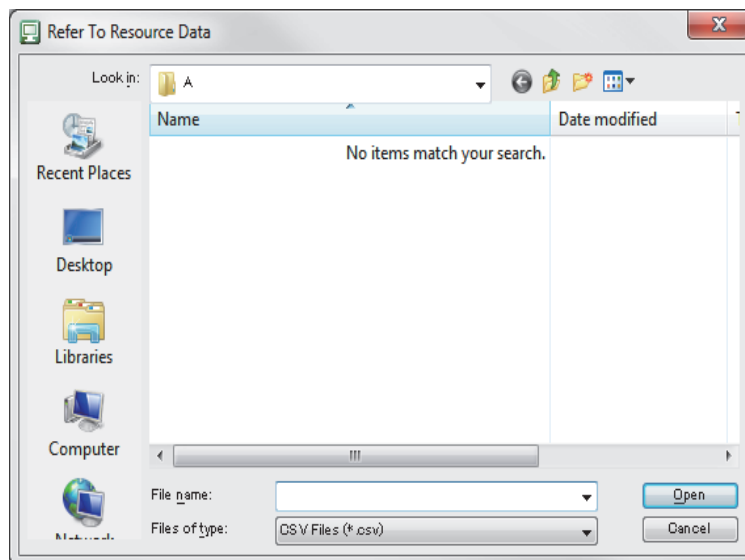 Refer To Resource Data
X
Look in:
A
Name
Date modified
No items match your search.
Recent Places
Desktop
Libraries
Computer
Network
File name:
Open
Files of type:
CSV Files (*.csv)
Cancel